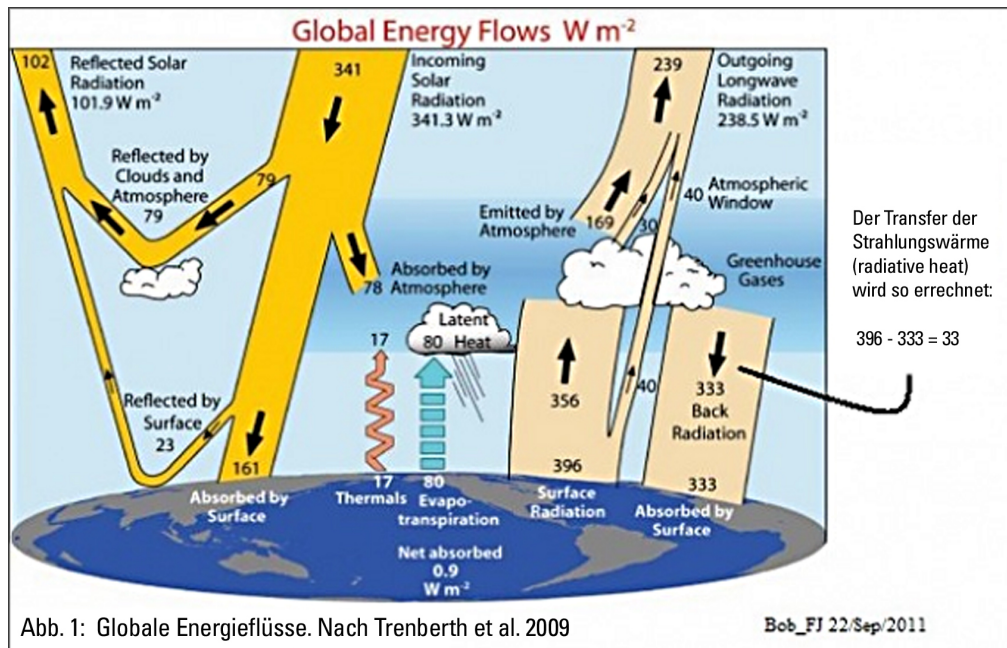 Global Energy Flows W m-2
102
Reflected Solar
Radiation
101.9 W m-2
341
Incoming
Solar
Radiation
341.3 W m-2
239
Outgoing
Longwave
Radiation
238.5 W m-2
Reflected by
Clouds and
Atmosphere
79
79
Emitted by
Atmosphere
169
30
40
Atmospheric
Window
Greenhouse
Gases
78
Absorbed by
Atmosphere
17
Latent
80 Heat
Reflected by
Surface
23
356
40
333
Back
Radiation
161
396
333
Absorbed by
Surface
17
Thermals
80
Evapo-
transpiration
Surface
Radiation
Absorbed by
Surface
Net absorbed
0.9
W m-2
Der Transfer der
Strahlungswärme
(radiative heat)
wird so errechnet:
396 - 333 = 33
Abb. 1: Globale Energieflüsse. Nach Trenberth et al. 2009
Bob_FJ 22/Sep/2011